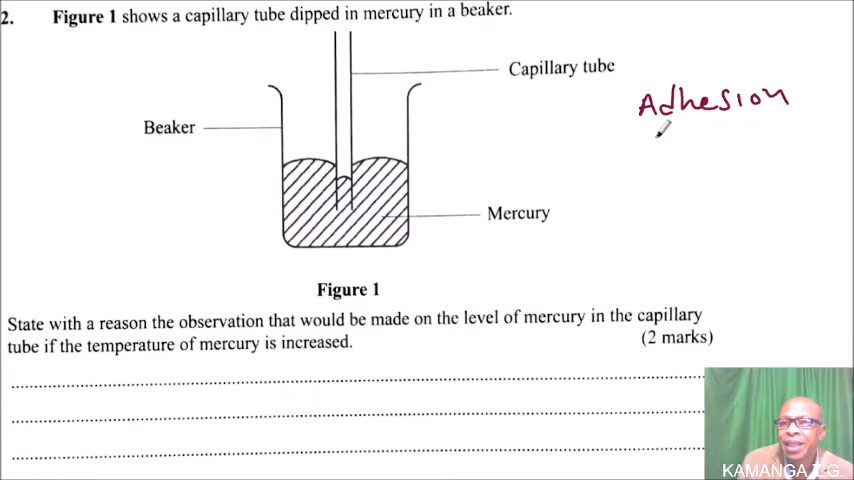 2. Figure 1 shows a capillary tube dipped in mercury in a beaker.
Capillary tube
Adhesion
Beaker
Mercury
Figure 1
State with a reason the observation that would be made on the level of mercury in the capillary
tube if the temperature of mercury is increased. (2 marks)
KAMANGA Z G